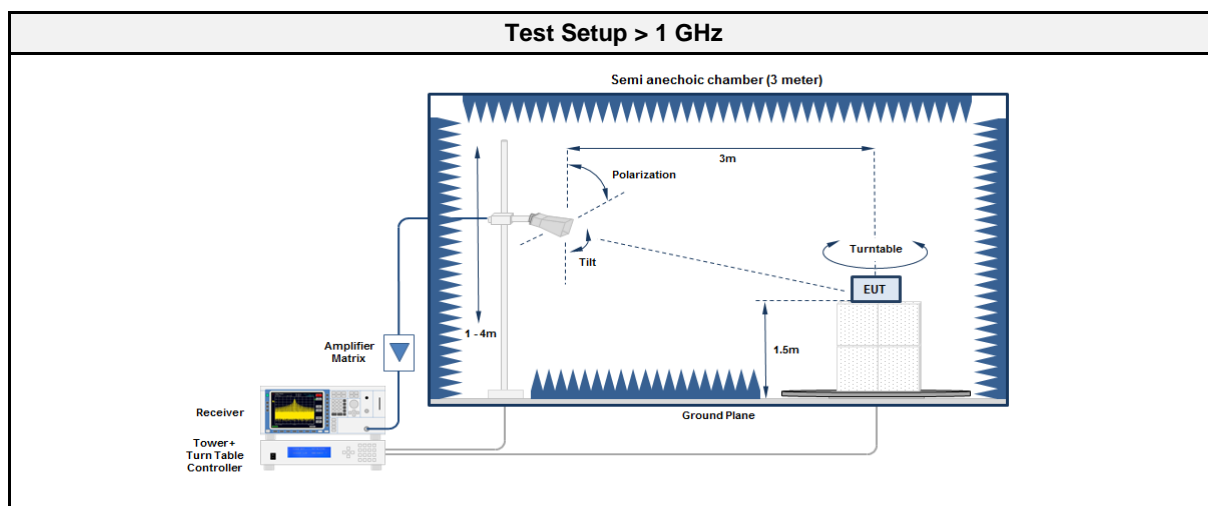 Test Setup > 1 GHz
Semi anechoic chamber (3 meter)
3m
Polarization
Tilt
Turntable
EUT
1 - 4m
1.5m
Amplifier
Matrix
Ground Plane
Receiver
Tower+
Turn Table
Controller